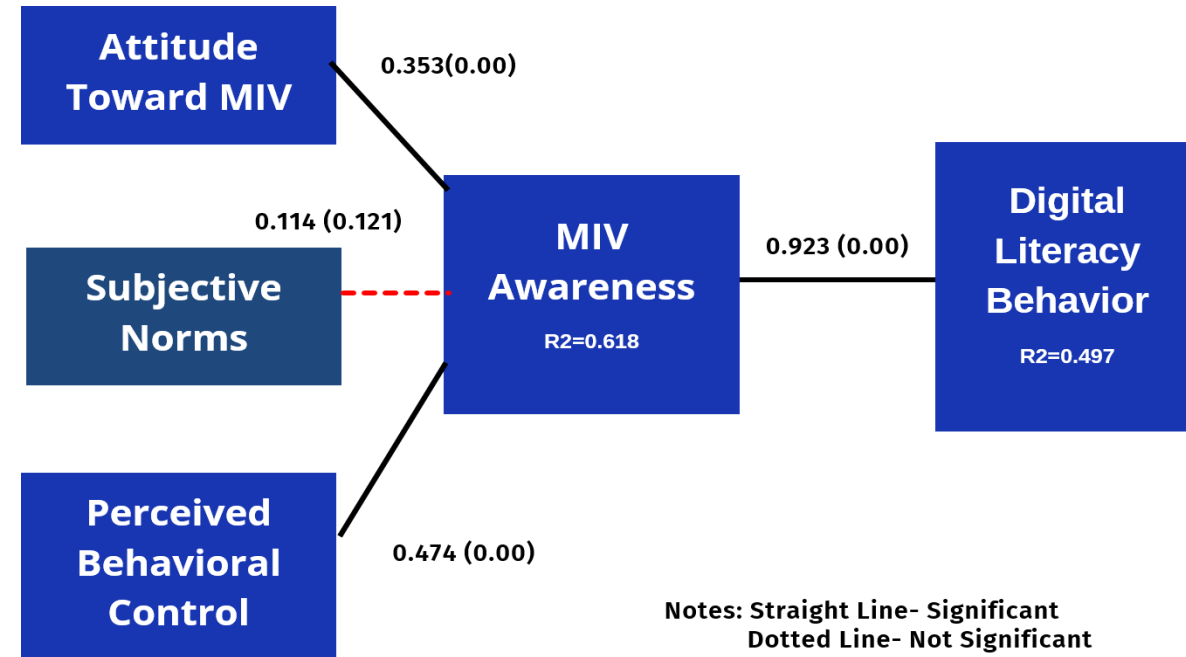 Attitude
Toward MIV
0.353(0.00)
0.114 (0.121)
Subjective
Norms
MIV
Awareness
R2=0.618
0.923 (0.00)
Digital
Literacy
Behavior
R2=0.497
Perceived
Behavioral
Control
0.474 (0.00)
Notes: Straight Line- Significant
Dotted Line- Not Significant